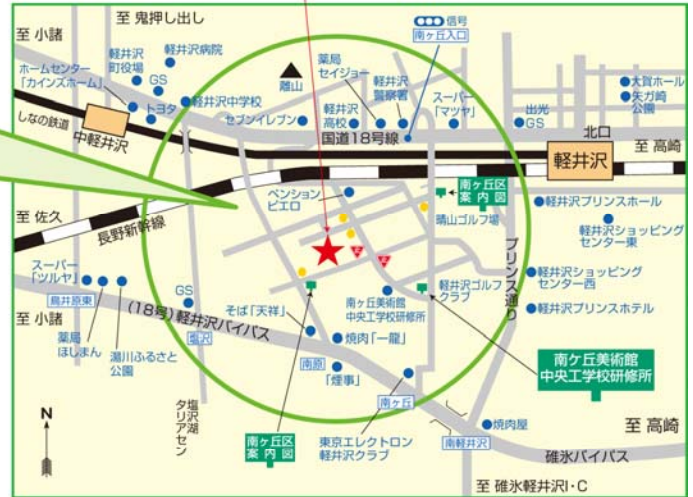 至 鬼押し出し
至 小諸
信号
南ヶ丘入口
軽井沢
町役場
軽井沢病院
ホームセンター
「カインズホーム」
GS
トヨタ
軽井沢中学校
離山
セブンイレブン
薬局
セイジョー
軽井沢
高校
軽井沢
警察署
スーパー
「マツヤ」
出光
GS
大賀ホール
矢ガ崎
公園
しなの鉄道
中軽井沢
国道18号線
北口
軽井沢
至 高崎
至 佐久
長野新幹線
ペンション
ピエロ
南ヶ丘区
案内図
晴山ゴルフ場
プリンス通り
軽井沢プリンスホール
軽井沢ショッピング
センター東
軽井沢ショッピング
センター西
軽井沢プリンスホテル
スーパー
「ツルヤ」
鳥井原東
至 小諸
薬局
ほしまん
湯川ふるさと
公園
GS
(18号)軽井沢バイパス
塩沢
そば「天祥」
南ヶ丘美術館
中央工学校研修所
軽井沢ゴルフ
クラブ
南原
焼肉「一龍」
「煙事」
南ヶ丘
南ケ丘美術館
中央工学校研修所
N
塩沢湖
タリアセン
南ヶ丘区
案内図
東京エレクトロン
軽井沢クラブ
南軽井沢
焼肉屋
至 高崎
碓氷バイパス
至 碓氷軽井沢I・C